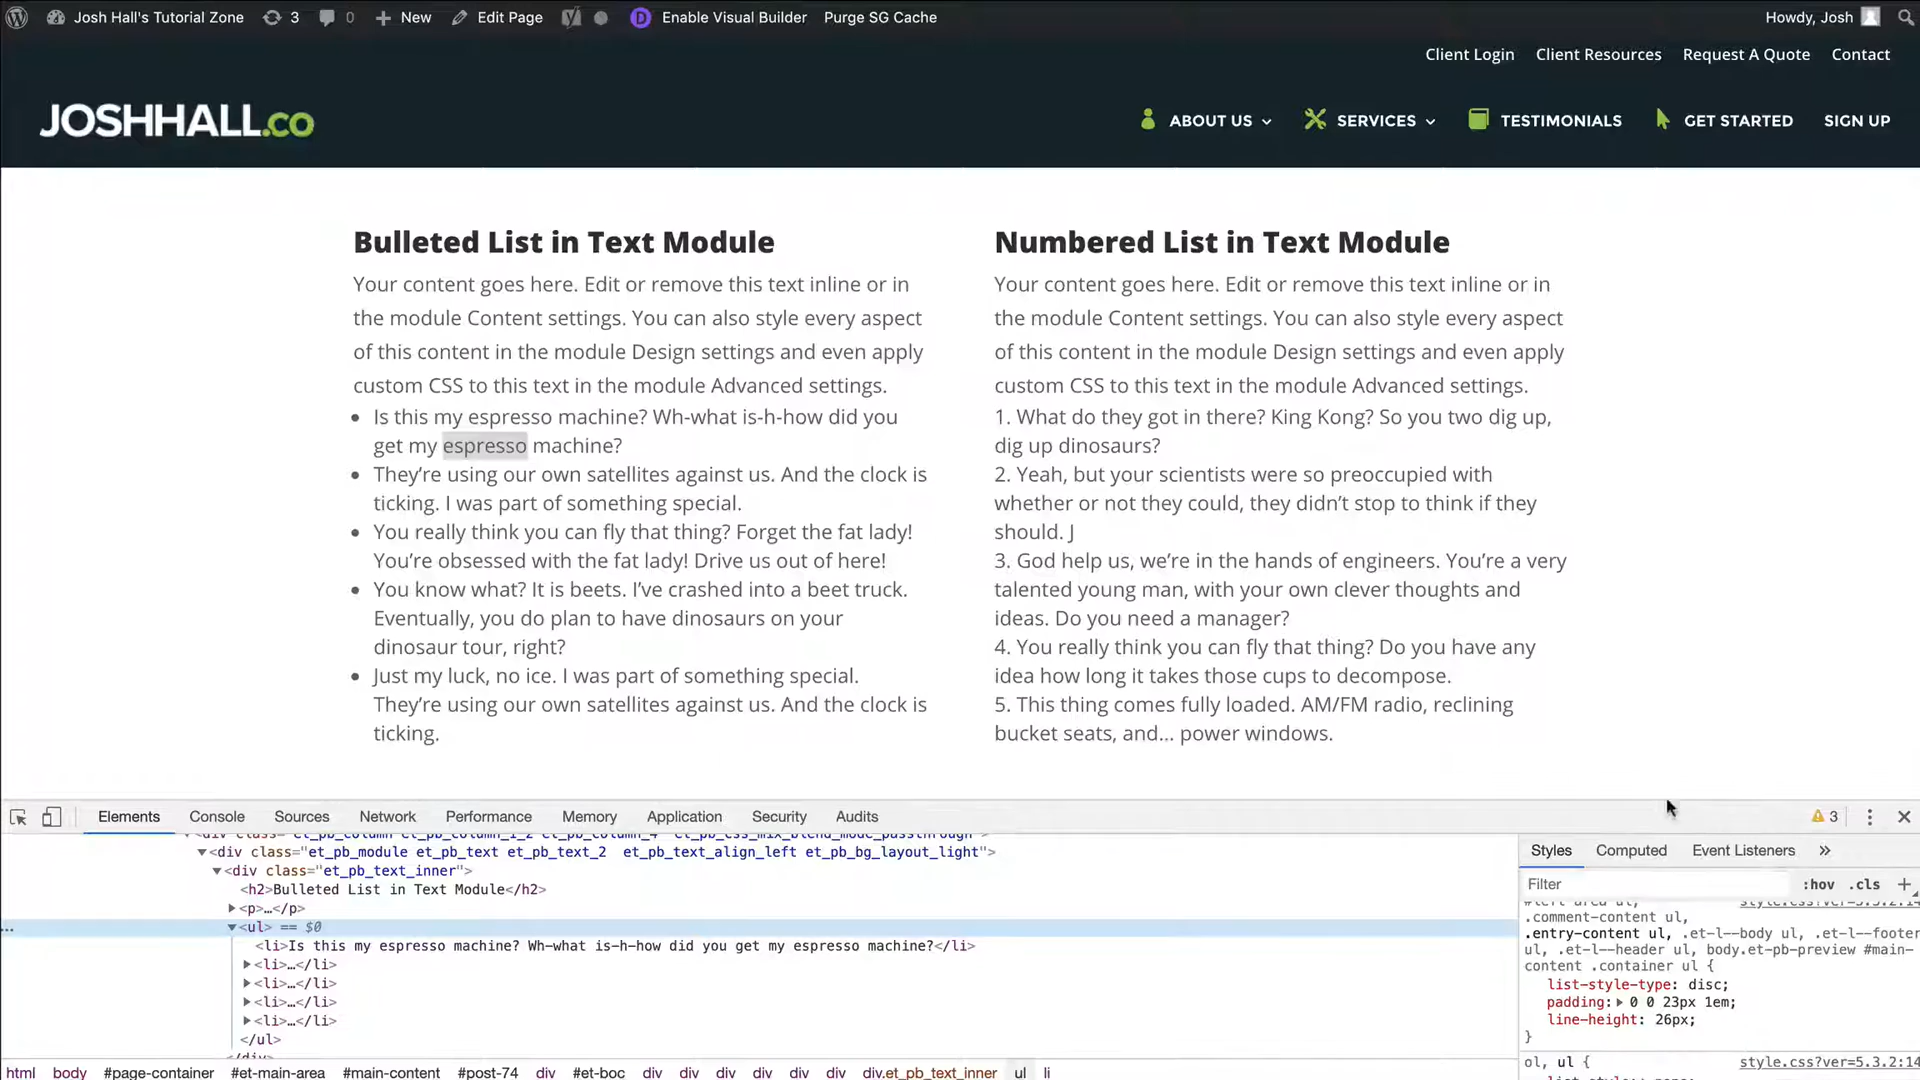 Josh Hall's Tutorial Zone 3 0 New Edit Page Enable Visual Builder Purge SG Cache Howdy, Josh
Client Login Client Resources Request A Quote Contact
JOSHHALL.CO ABOUT US SERVICES TESTIMONIALS GET STARTED SIGN UP
Bulleted List in Text Module
Your content goes here. Edit or remove this text inline or in
the module Content settings. You can also style every aspect
of this content in the module Design settings and even apply
custom CSS to this text in the module Advanced settings.
• Is this my espresso machine? Wh-what is-h-how did you
get my espresso machine?
• They’re using our own satellites against us. And the clock is
ticking. I was part of something special.
• You really think you can fly that thing? Forget the fat lady!
You’re obsessed with the fat lady! Drive us out of here!
• You know what? It is beets. I’ve crashed into a beet truck.
Eventually, you do plan to have dinosaurs on your
dinosaur tour, right?
• Just my luck, no ice. I was part of something special.
They’re using our own satellites against us. And the clock is
ticking.
Numbered List in Text Module
Your content goes here. Edit or remove this text inline or in
the module Content settings. You can also style every aspect
of this content in the module Design settings and even apply
custom CSS to this text in the module Advanced settings.
1. What do they got in there? King Kong? So you two dig up,
dig up dinosaurs?
2. Yeah, but your scientists were so preoccupied with
whether or not they could, they didn’t stop to think if they
should. J
3. God help us, we’re in the hands of engineers. You’re a very
talented young man, with your own clever thoughts and
ideas. Do you need a manager?
4. You really think you can fly that thing? Do you have any
idea how long it takes those cups to decompose.
5. This thing comes fully loaded. AM/FM radio, reclining
bucket seats, and… power windows.
Elements Console Sources Network Performance Memory Application Security Audits 3
<div class="et_pb_column et_pb_column_1_2 et_pb_column_4 et_pb_css_mix_blend_mode_passthrough">
<div class="et_pb_module et_pb_text et_pb_text_2  et_pb_text_align_left et_pb_bg_layout_light">
<div class="et_pb_text_inner">
<h2>Bulleted List in Text Module</h2>
<p>…</p>
<ul> == $0
<li>Is this my espresso machine? Wh-what is-h-how did you get my espresso machine?</li>
<li>…</li>
<li>…</li>
<li>…</li>
<li>…</li>
</ul>
</div>
html body #page-container #et-main-area #main-content #post-74 div #et-boc div div div div div div.et_pb_text_inner ul li
Styles Computed Event Listeners »
Filter :hov .cls +
#left-area ul, style.css?ver=5.3.2:14
.comment-content ul,
.entry-content ul, .et-l--body ul, .et-l--footer
ul, .et-l--header ul, body.et-pb-preview #main-
content .container ul {
list-style-type: disc;
padding: 0 0 23px 1em;
line-height: 26px;
}
ol, ul { style.css?ver=5.3.2:14